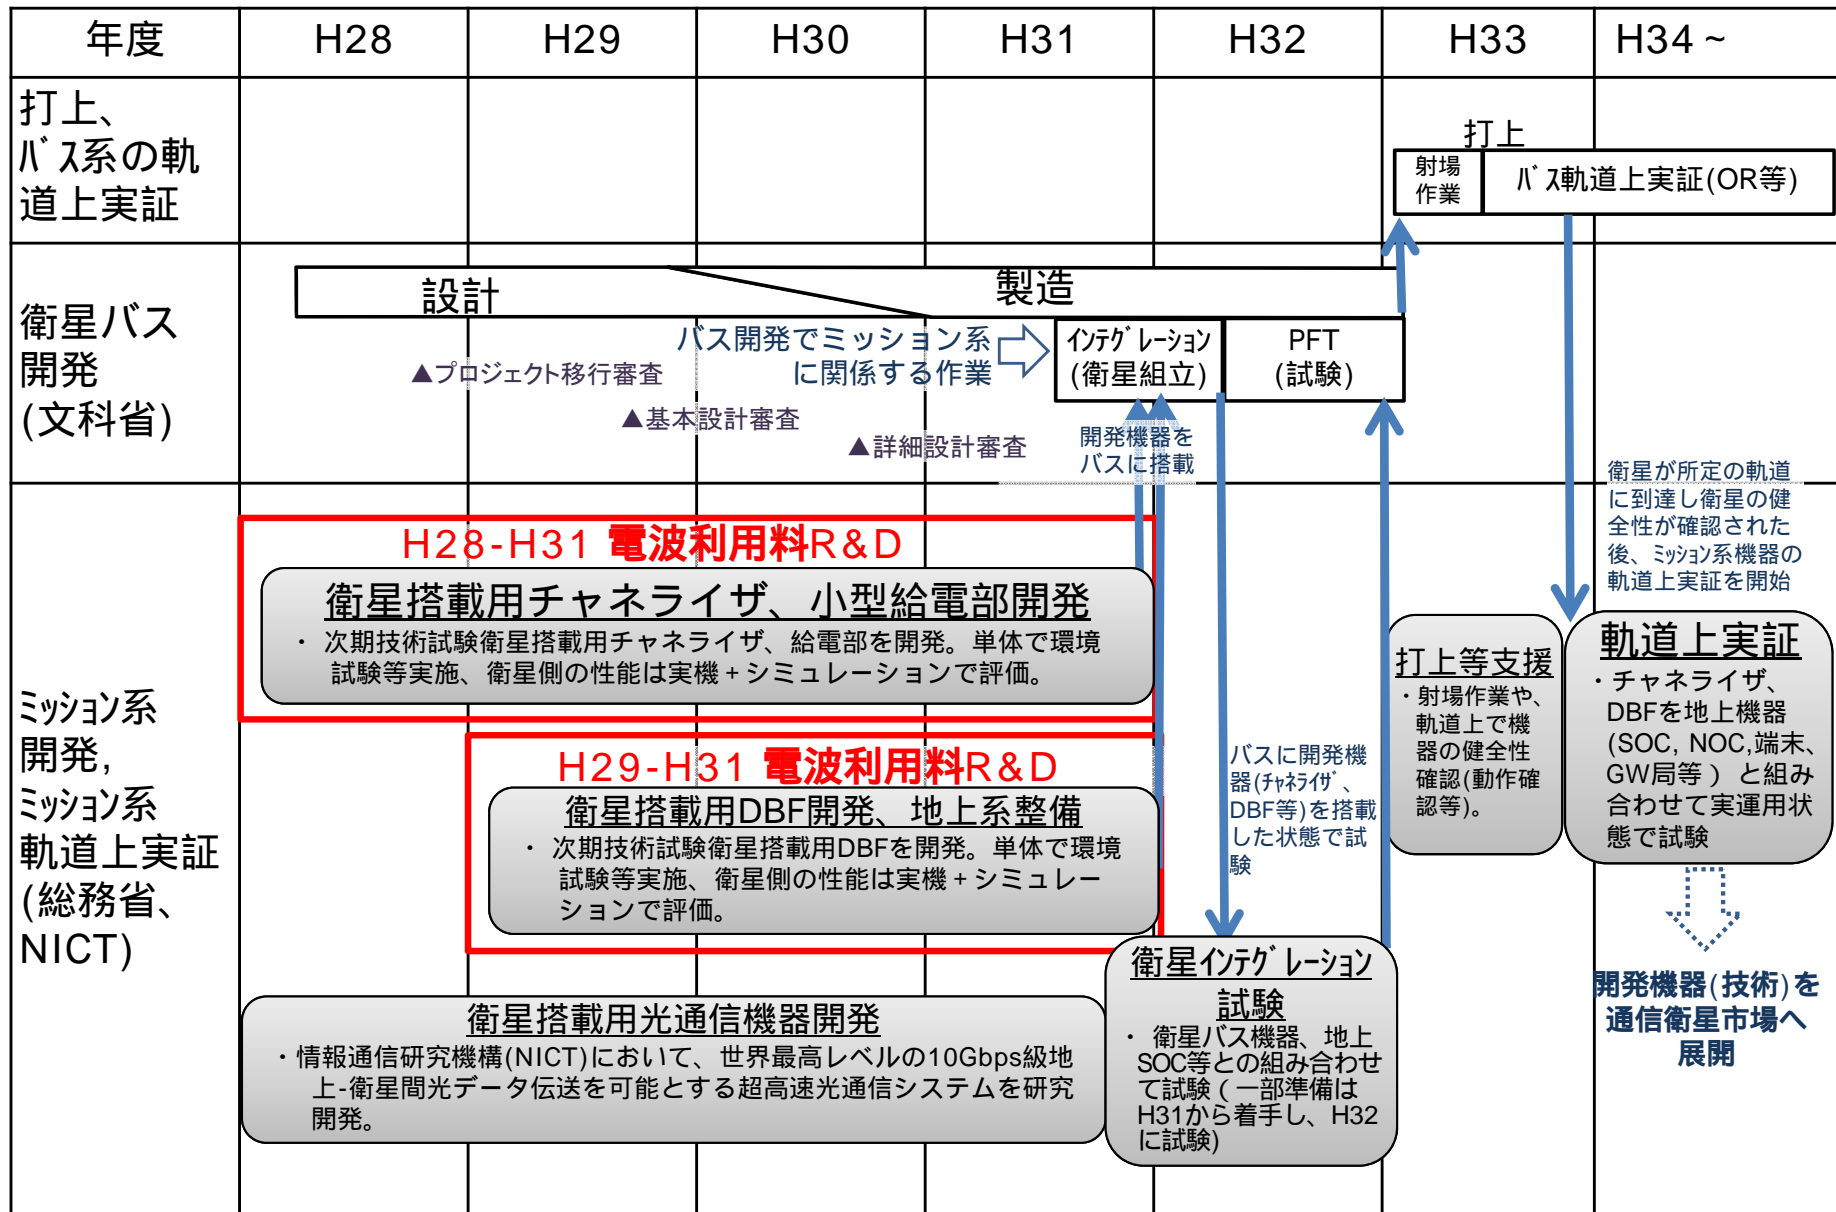 年度 H28 H29 H30 H31 H32 H33 H34～
打上、
ﾊﾞｽ系の軌
道上実証
打上
射場
作業
ﾊﾞｽ軌道上実証(OR等)
衛星バス
開発
(文科省)
設計
製造
バス開発でミッション系
に関係する作業
ｲﾝﾃｸﾞﾚｰｼｮﾝ
(衛星組立)
PFT
(試験)
▲プロジェクト移行審査
▲基本設計審査
▲詳細設計審査
開発機器を
バスに搭載
衛星が所定の軌道
に到達し衛星の健
全性が確認された
後、ﾐｯｼｮﾝ系機器の
軌道上実証を開始
ﾐｯｼｮﾝ系
開発,
ﾐｯｼｮﾝ系
軌道上実証
(総務省、
NICT)
H28-H31 電波利用料R&D
衛星搭載用チャネライザ、小型給電部開発
・ 次期技術試験衛星搭載用チャネライザ、給電部を開発。単体で環境
試験等実施、衛星側の性能は実機+シミュレーションで評価。
H29-H31 電波利用料R&D
衛星搭載用DBF開発、地上系整備
・ 次期技術試験衛星搭載用DBFを開発。単体で環境
試験等実施、衛星側の性能は実機+シミュレー
ションで評価。
衛星搭載用光通信機器開発
・情報通信研究機構(NICT)において、世界最高レベルの10Gbps級地
上-衛星間光データ伝送を可能とする超高速光通信システムを研究
開発。
バスに開発機
器(ﾁｬﾈﾗｲｻﾞ、
DBF等)を搭載
した状態で試
験
衛星ｲﾝﾃｸﾞﾚｰｼｮﾝ
試験
・ 衛星バス機器、地上
SOC等との組み合わせ
て試験（一部準備は
H31から着手し、H32
に試験)
打上等支援
・射場作業や、
軌道上で機
器の健全性
確認(動作確
認等)。
軌道上実証
・チャネライザ、
DBFを地上機器
(SOC, NOC,端末、
GW局等）と組み
合わせて実運用状
態で試験
開発機器(技術)を
通信衛星市場へ
展開